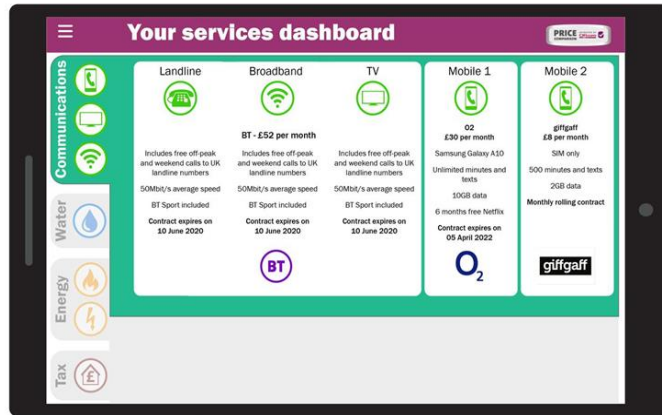 Your services dashboard
PRICE
COMPARISON
Communications
Water
Energy
Tax
Landline
Broadband
TV
BT - £52 per month
Includes free off-peak
and weekend calls to UK
landline numbers
50Mbit/s average speed
BT Sport included
Contract expires on
10 June 2020
Includes free off-peak
and weekend calls to UK
landline numbers
50Mbit/s average speed
BT Sport included
Contract expires on
10 June 2020
Includes free off-peak
and weekend calls to UK
landline numbers
50Mbit/s average speed
BT Sport included
Contract expires on
10 June 2020
BT
Mobile 1
O2
£30 per month
Samsung Galaxy A10
Unlimited minutes and
texts
10GB data
6 months free Netflix
Contract expires on
05 April 2022
O2
Mobile 2
giffgaff
£8 per month
SIM only
500 minutes and texts
2GB data
Monthly rolling contract
giffgaff